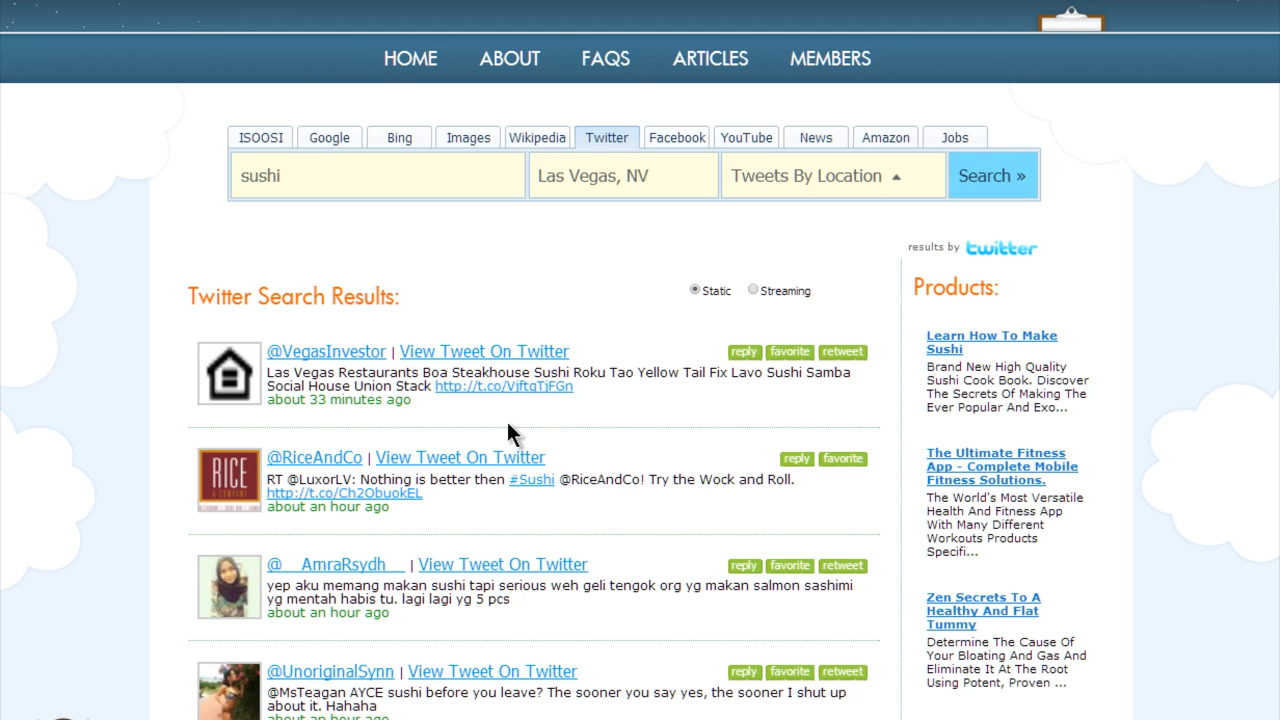 HOME ABOUT FAQS ARTICLES MEMBERS
ISOOSI Google Bing Images Wikipedia Twitter Facebook YouTube News Amazon Jobs
sushi Las Vegas, NV Tweets By Location Search »
results by twitter
Twitter Search Results:
Static Streaming
@VegasInvestor | View Tweet On Twitter
reply favorite retweet
Las Vegas Restaurants Boa Steakhouse Sushi Roku Tao Yellow Tail Fix Lavo Sushi Samba
Social House Union Stack http://t.co/VjftqTjFGn
about 33 minutes ago
@RiceAndCo | View Tweet On Twitter
reply favorite
RICE
RT @LuxorLV: Nothing is better then #Sushi @RiceAndCo! Try the Wock and Roll.
http://t.co/Ch2ObuokEL
about an hour ago
@__AmraRsydh__ | View Tweet On Twitter
reply favorite retweet
yep aku memang makan sushi tapi serious weh geli tengok org yg makan salmon sashimi
yg mentah habis tu. lagi lagi yg 5 pcs
about an hour ago
@UnoriginalSynn | View Tweet On Twitter
reply favorite retweet
@MsTeagan AYCE sushi before you leave? The sooner you say yes, the sooner I shut up
about it. Hahaha
about an hour ago
Products:
Learn How To Make
Sushi
Brand New High Quality
Sushi Cook Book. Discover
The Secrets Of Making The
Ever Popular And Exo...
The Ultimate Fitness
App - Complete Mobile
Fitness Solutions.
The World's Most Versatile
Health And Fitness App
With Many Different
Workouts Products
Specifi...
Zen Secrets To A
Healthy And Flat
Tummy
Determine The Cause Of
Your Bloating And Gas And
Eliminate It At The Root
Using Potent, Proven ...